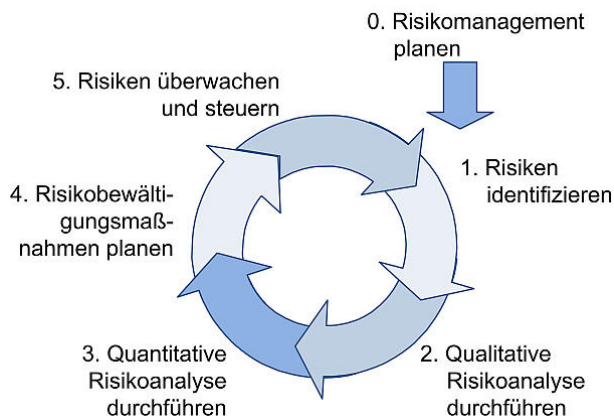 0. Risikomanagement
planen
1. Risiken
identifizieren
2. Qualitative
Risikoanalyse
durchführen
3. Quantitative
Risikoanalyse
durchführen
4. Risikobewälti-
gungsmaß-
nahmen planen
5. Risiken überwachen
und steuern